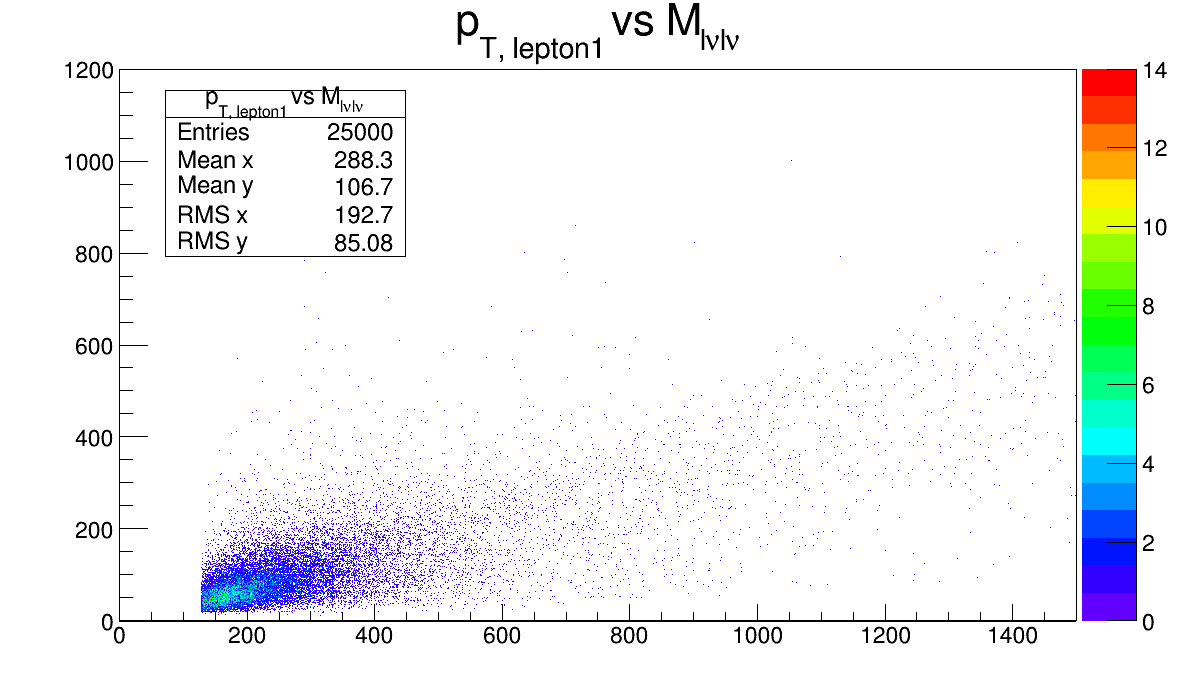 p_T, lepton1 vs M_lνlν
p_T, lepton1 vs M_lνlν
Entries 25000
Mean x 288.3
Mean y 106.7
RMS x 192.7
RMS y 85.08
1200
1000
800
600
400
200
0
0 200 400 600 800 1000 1200 1400
14
12
10
8
6
4
2
0